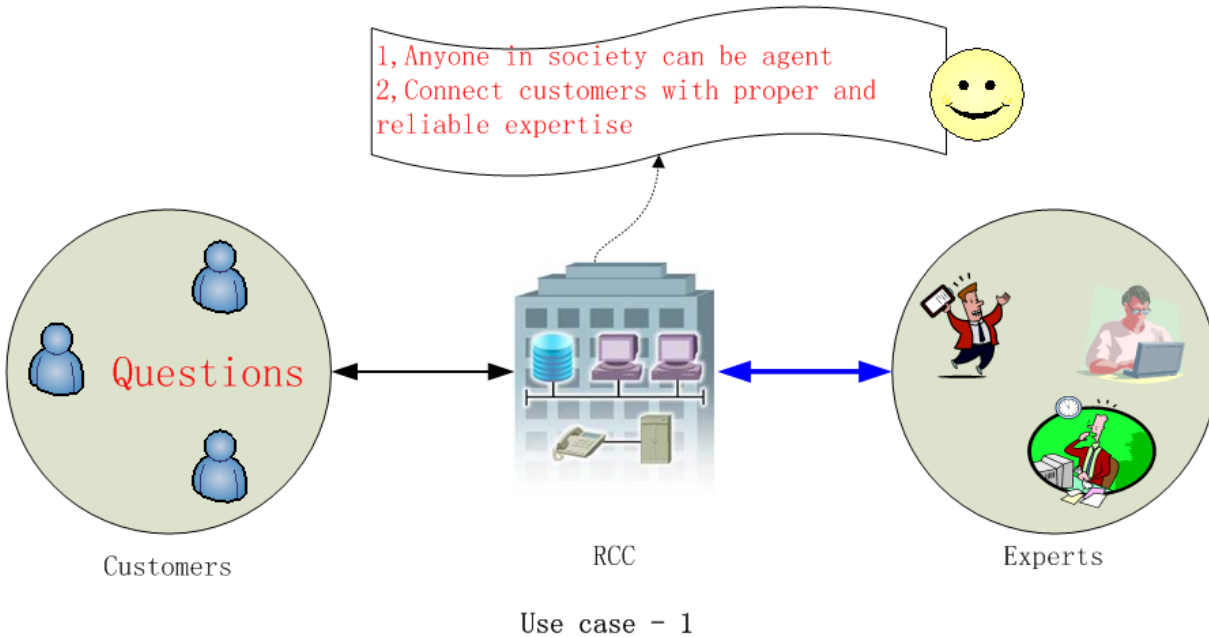 1,Anyone in society can be agent
2,Connect customers with proper and
reliable expertise
Questions
Customers
RCC
Experts
Use case - 1